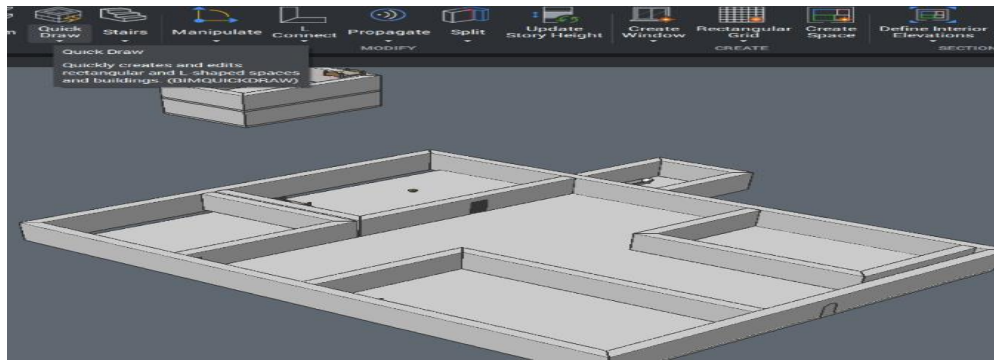 m
Quick
Draw
Stairs
Manipulate
L
Connect
Propagate
Split
Update
Story Height
Create
Window
Rectangular
Grid
Create
Space
Define Interior
Elevations
MODIFY
CREATE
SECTION
Quick Draw
Quickly creates and edits
rectangular and L-shaped spaces
and buildings. (BIMQUICKDRAW)